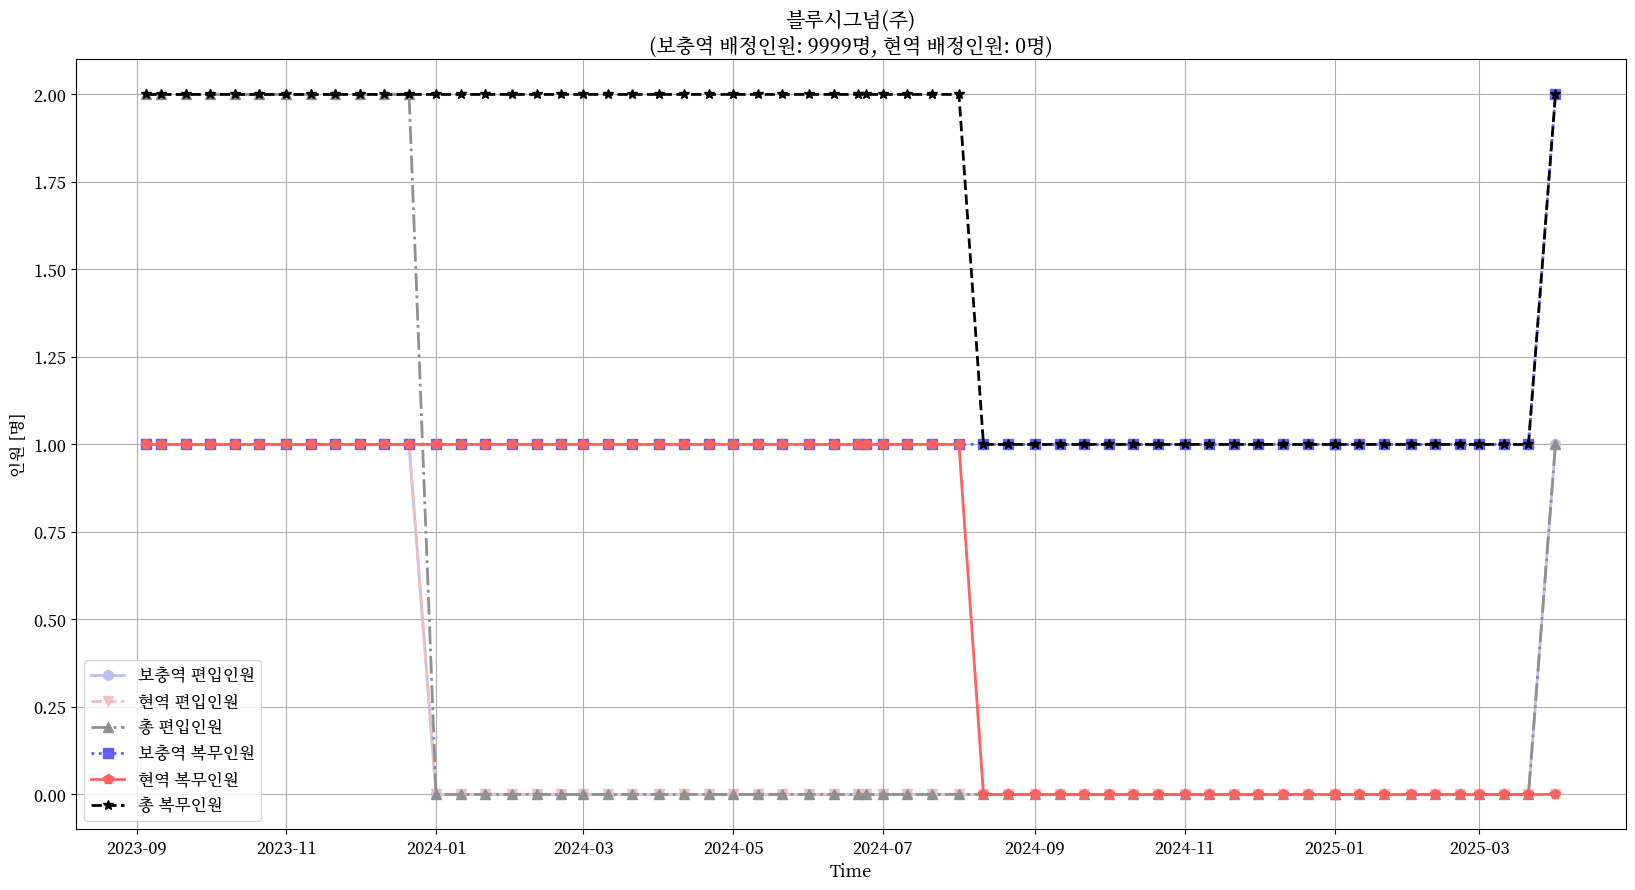 블루시그넘(주)
(보충역 배정인원: 9999명, 현역 배정인원: 0명)
인원 [명]
2.00
1.75
1.50
1.25
1.00
0.75
0.50
0.25
0.00
보충역 편입인원
현역 편입인원
총 편입인원
보충역 복무인원
현역 복무인원
총 복무인원
2023-09
2023-11
2024-01
2024-03
2024-05
2024-07
2024-09
2024-11
2025-01
2025-03
Time